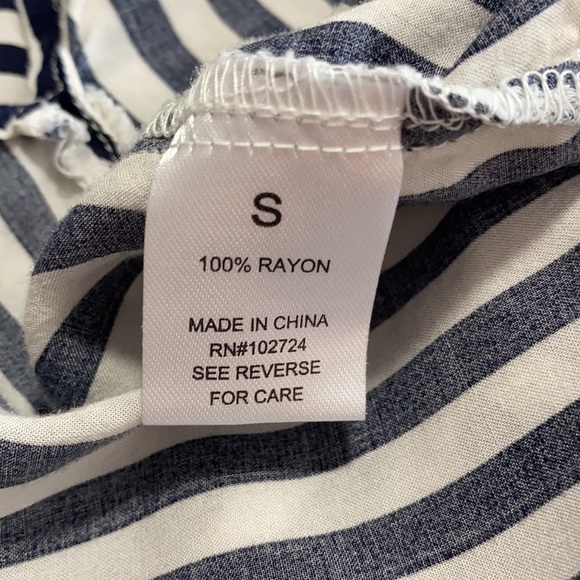 S
100% RAYON
MADE IN CHINA
RN#102724
SEE REVERSE
FOR CARE